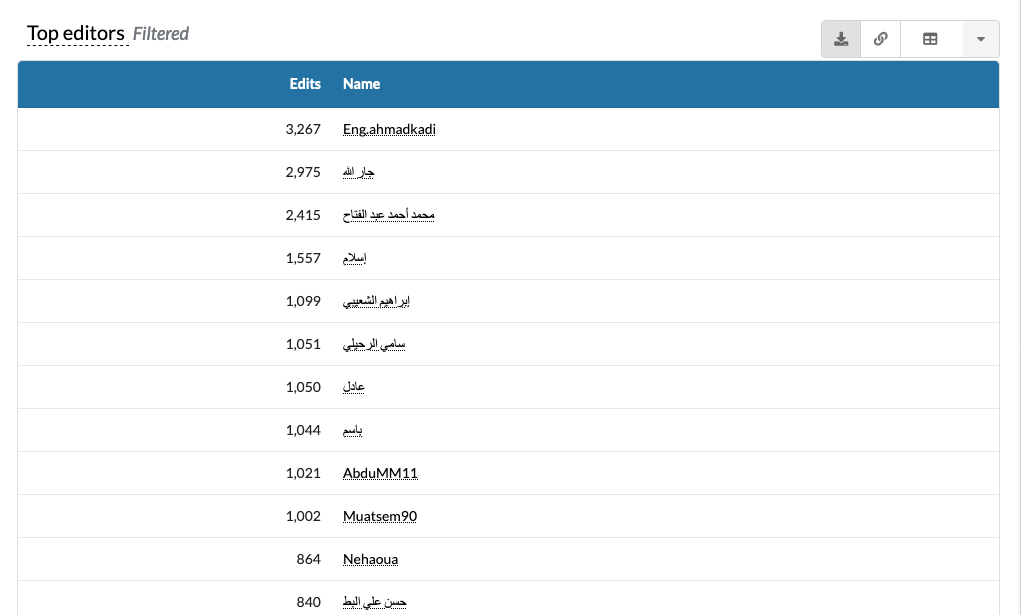 Top editors Filtered
Edits Name
3,267 Eng.ahmadkadi
2,975 جار الله
2,415 محمد أحمد عبد الفتاح
1,557 إسلام
1,099 إبراهيم الشعيبي
1,051 سامي الرحيلي
1,050 عادل
1,044 باسم
1,021 AbduMM11
1,002 Muatsem90
864 Nehaoua
840 حسن علي البط